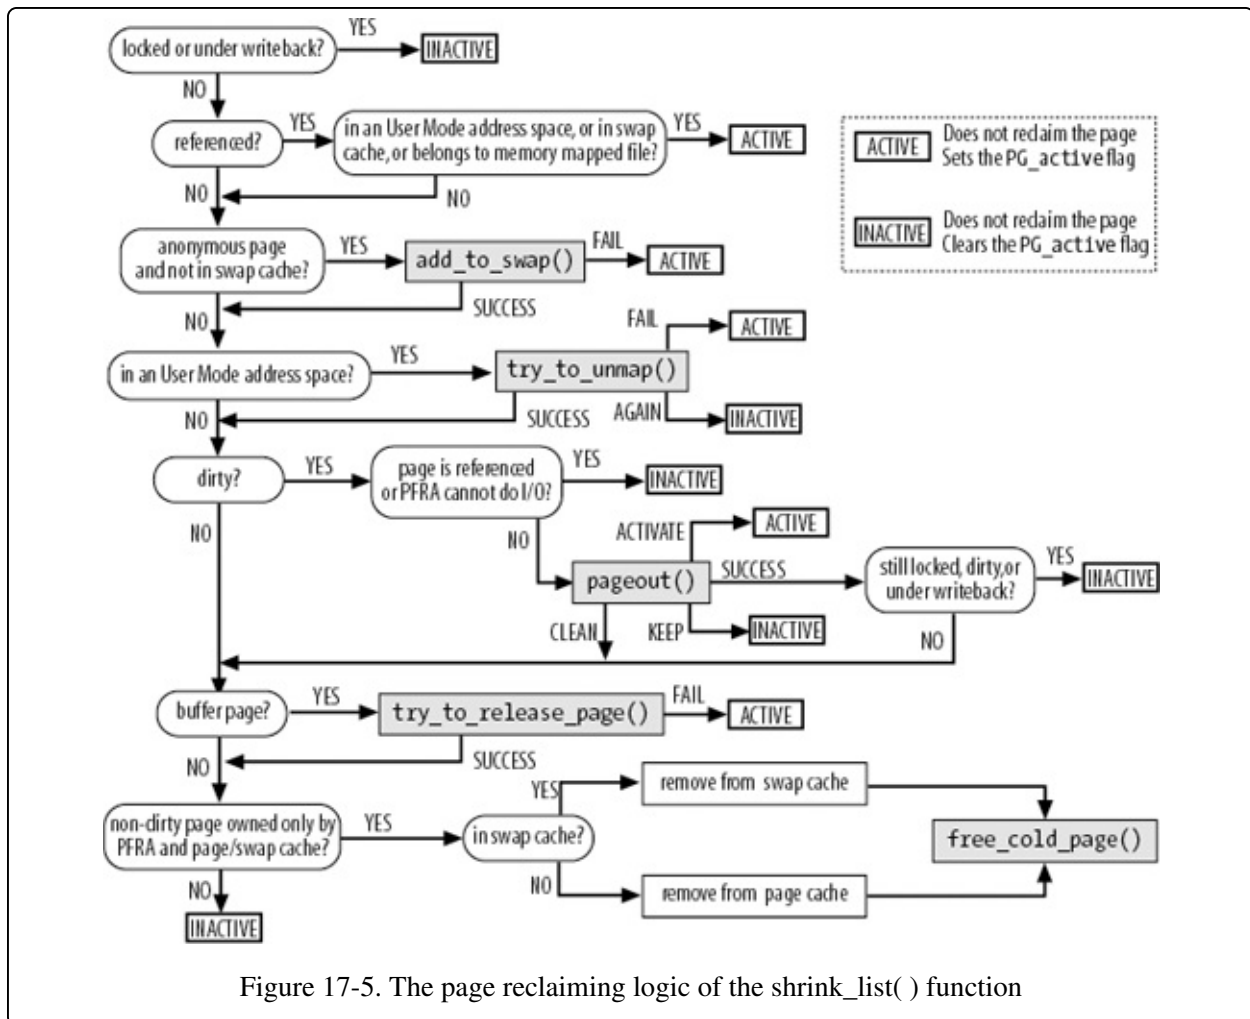 locked or under writeback?
YES
INACTIVE
NO
referenced?
YES
in an User Mode address space, or in swap
cache, or belongs to memory mapped file?
YES
ACTIVE
NO
NO
ACTIVE
Does not reclaim the page
Sets the PG_active flag
INACTIVE
Does not reclaim the page
Clears the PG_active flag
anonymous page
and not in swap cache?
YES
add_to_swap()
FAIL
ACTIVE
SUCCESS
NO
in an User Mode address space?
YES
try_to_unmap()
FAIL
ACTIVE
AGAIN
INACTIVE
SUCCESS
NO
dirty?
YES
page is referenced
or PFRA cannot do I/O?
YES
INACTIVE
NO
NO
pageout()
ACTIVATE
ACTIVE
SUCCESS
still locked, dirty, or
under writeback?
YES
INACTIVE
CLEAN
KEEP
INACTIVE
NO
buffer page?
YES
try_to_release_page()
FAIL
ACTIVE
SUCCESS
NO
non-dirty page owned only by
PFRA and page/swap cache?
YES
in swap cache?
YES
remove from swap cache
free_cold_page()
NO
remove from page cache
NO
INACTIVE
Figure 17-5. The page reclaiming logic of the shrink_list( ) function